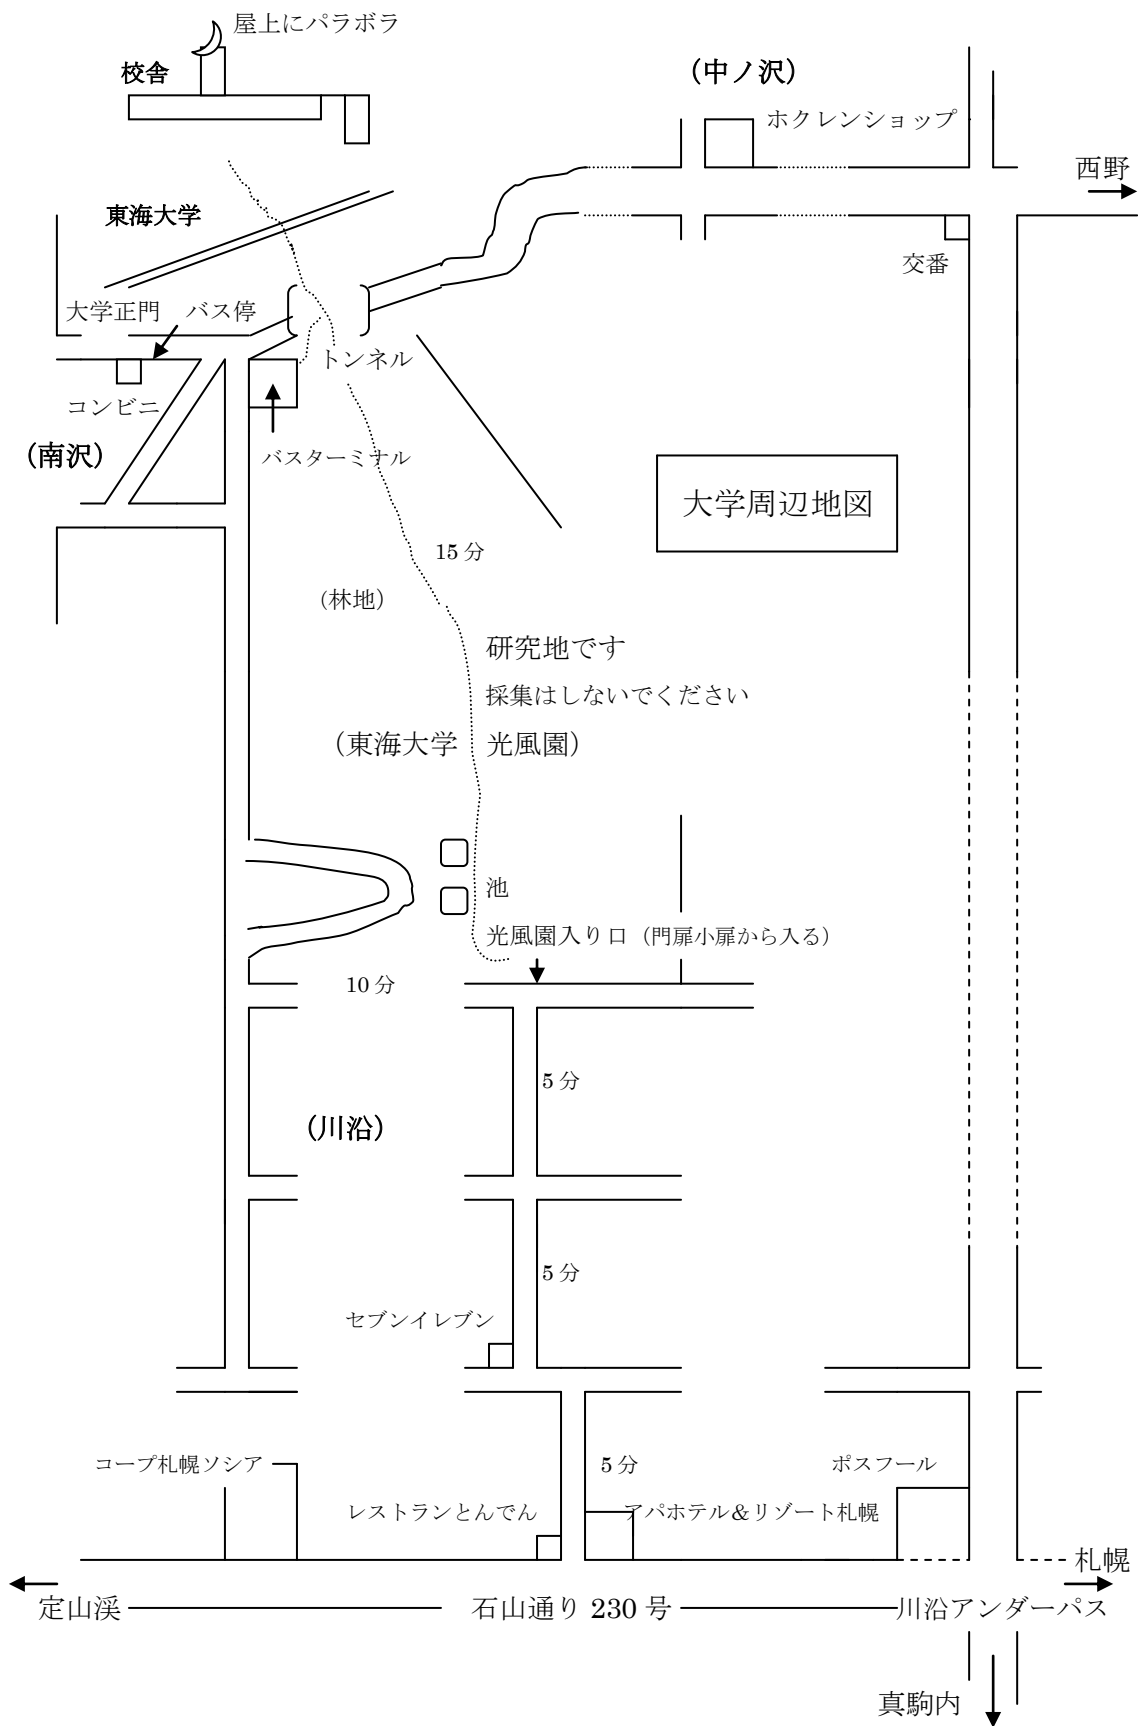 屋上にパラボラ
校舎
(中ノ沢)
ホクレンショップ
西野
東海大学
交番
大学正門
バス停
トンネル
コンビニ
(南沢)
バスターミナル
大学周辺地図
15分
(林地)
研究地です
採集はしないでください
(東海大学 光風園)
池
光風園入り口(門扉小扉から入る)
10分
5分
(川沿)
5分
セブンイレブン
コープ札幌ソシア
5分
ポスフール
レストランとんでん
アパホテル&リゾート札幌
札幌
定山渓
石山通り 230号
川沿アンダーパス
真駒内